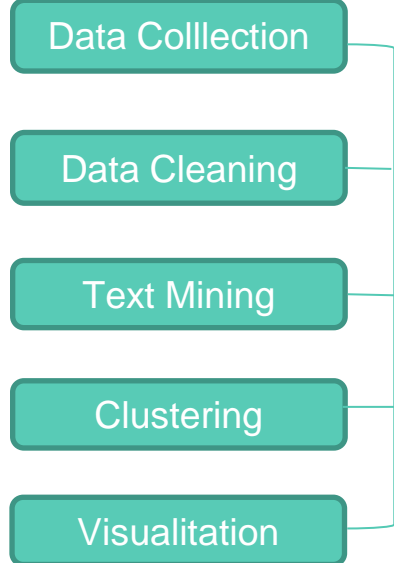 Data Colllection
Data Cleaning
Text Mining
Clustering
Visualitation